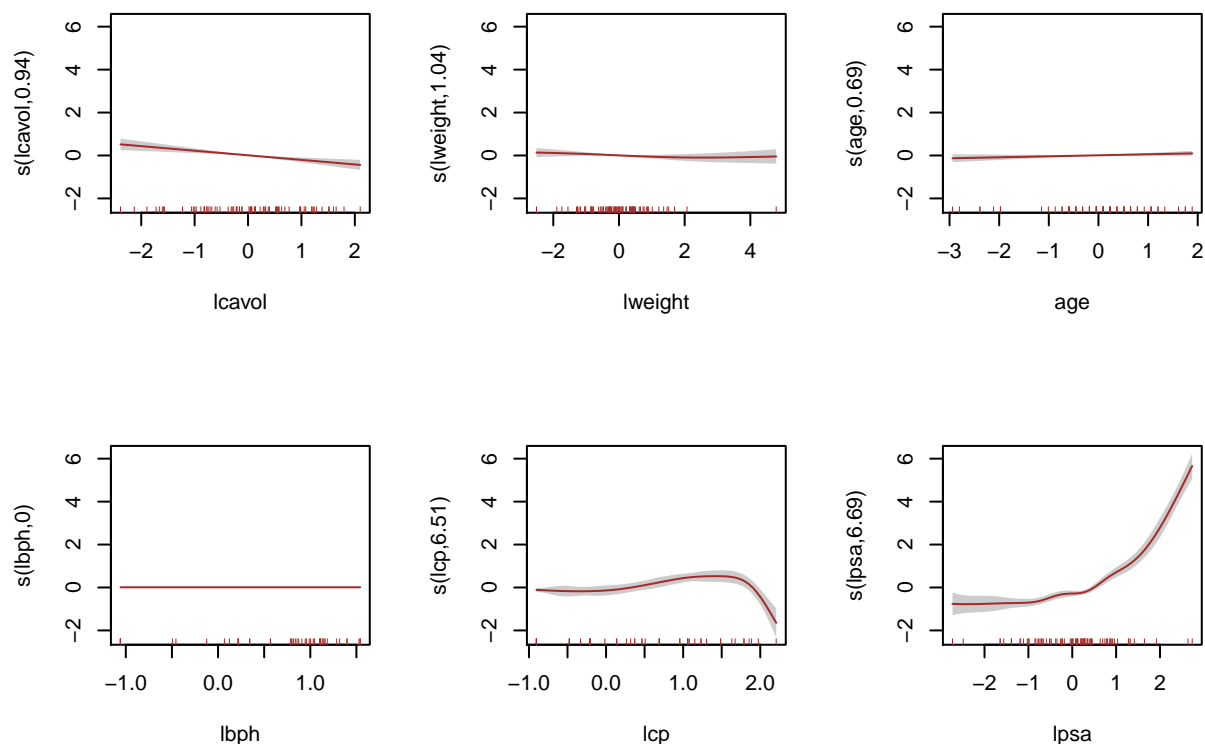 s(lcavol,0.94)
6
4
2
0
−2
−2 −1 0 1 2
lcavol
s(lweight,1.04)
6
4
2
0
−2
−2 0 2 4
lweight
s(age,0.69)
6
4
2
0
−2
−3 −2 −1 0 1 2
age
s(lbph,0)
6
4
2
0
−2
−1.0 0.0 1.0
lbph
s(lcp,6.51)
6
4
2
0
−2
−1.0 0.0 1.0 2.0
lcp
s(lpsa,6.69)
6
4
2
0
−2
−2 −1 0 1 2
lpsa